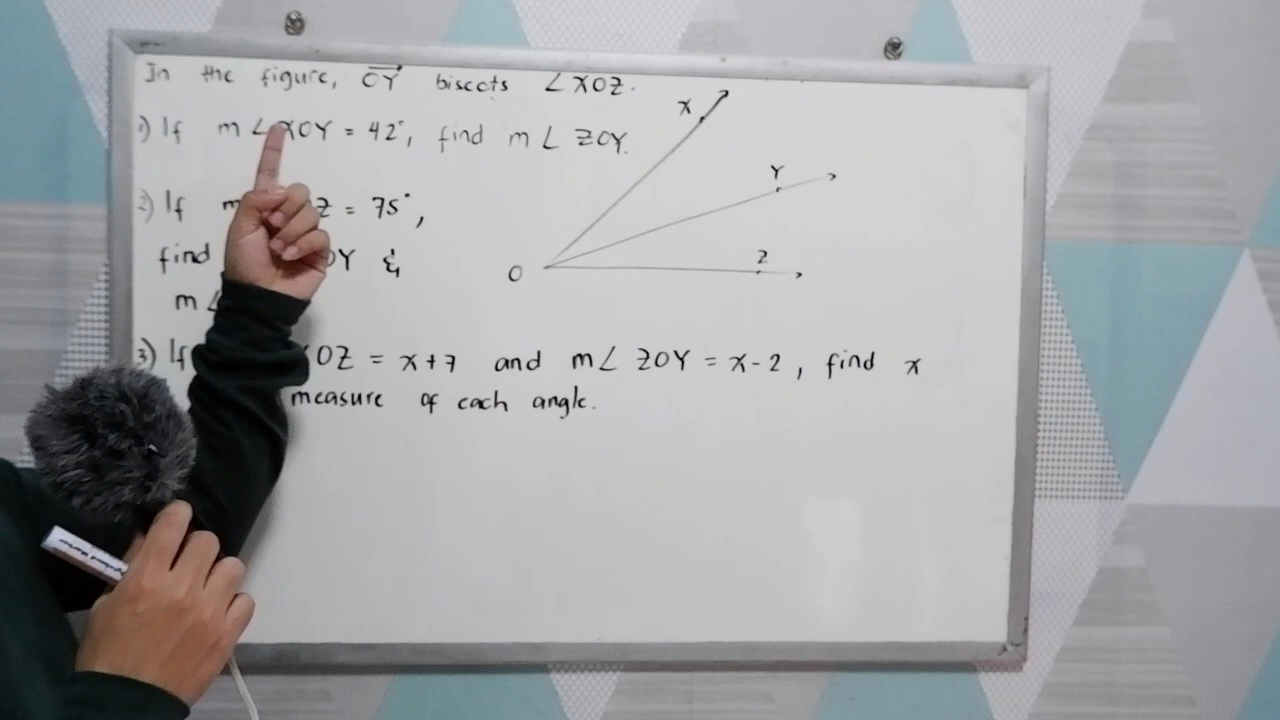 In the figure, OY bisects ∠XOZ.
1) If m∠XOY = 42°, find m∠ZOY.
2) If Z = 75°,
find OY &
m∠
3) If OZ = x+7 and m∠ZOY = x-2, find x
measure of each angle.
X
Y
Z
O